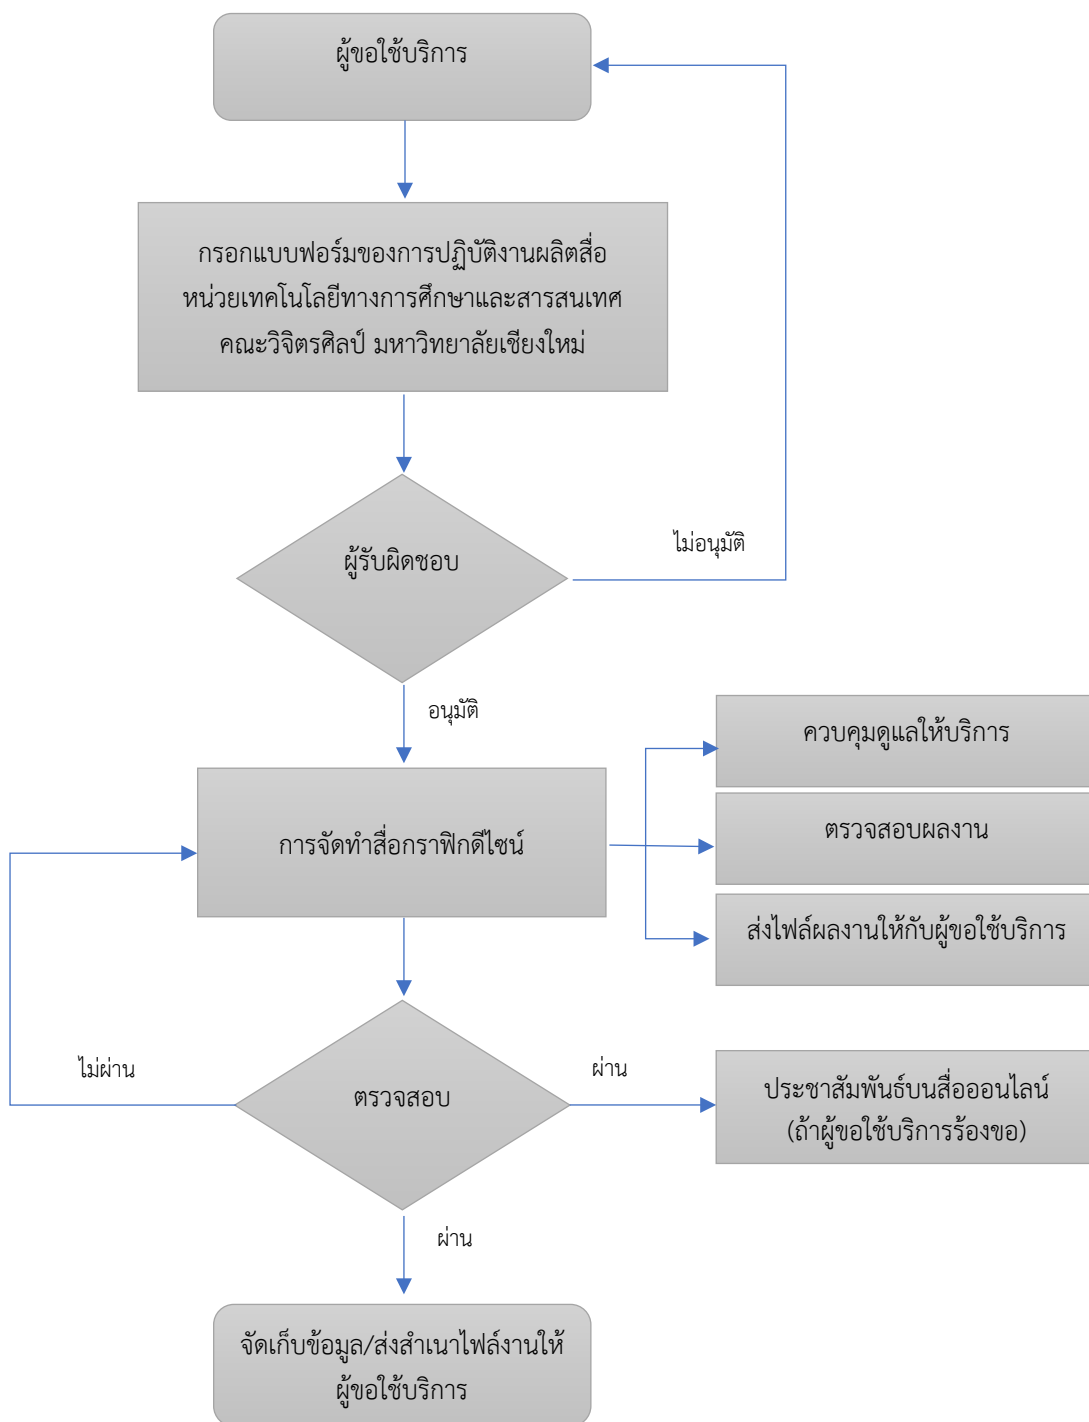 ผู้ขอใช้บริการ
กรอกแบบฟอร์มของการปฏิบัติงานผลิตสื่อ
หน่วยเทคโนโลยีทางการศึกษาและสารสนเทศ
คณะวิจิตรศิลป์ มหาวิทยาลัยเชียงใหม่
ผู้รับผิดชอบ
ไม่อนุมัติ
อนุมัติ
การจัดทำสื่อกราฟิกดีไซน์
ควบคุมดูแลให้บริการ
ตรวจสอบผลงาน
ส่งไฟล์ผลงานให้กับผู้ขอใช้บริการ
ไม่ผ่าน
ตรวจสอบ
ผ่าน
ประชาสัมพันธ์บนสื่อออนไลน์
(ถ้าผู้ขอใช้บริการร้องขอ)
ผ่าน
จัดเก็บข้อมูล/ส่งสำเนาไฟล์งานให้
ผู้ขอใช้บริการ